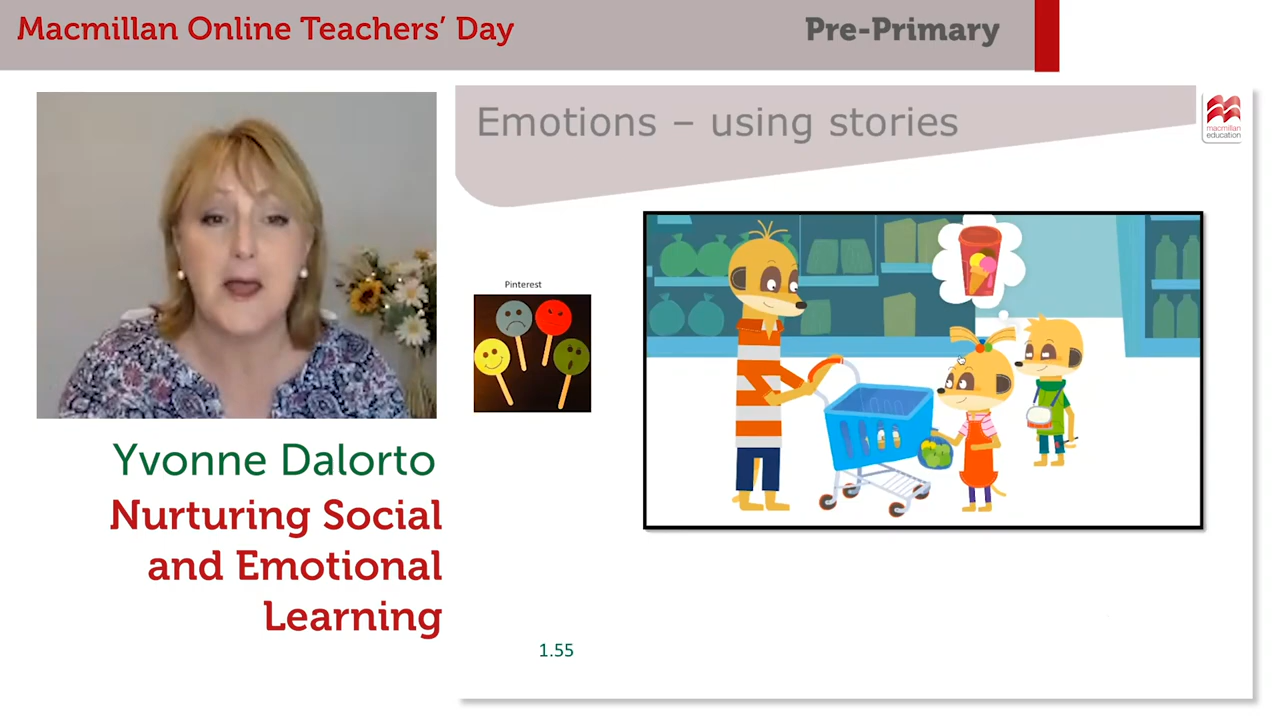 Macmillan Online Teachers' Day
Pre-Primary
Emotions – using stories
macmillan
education
Pinterest
Yvonne Dalorto
Nurturing Social
and Emotional
Learning
1.55